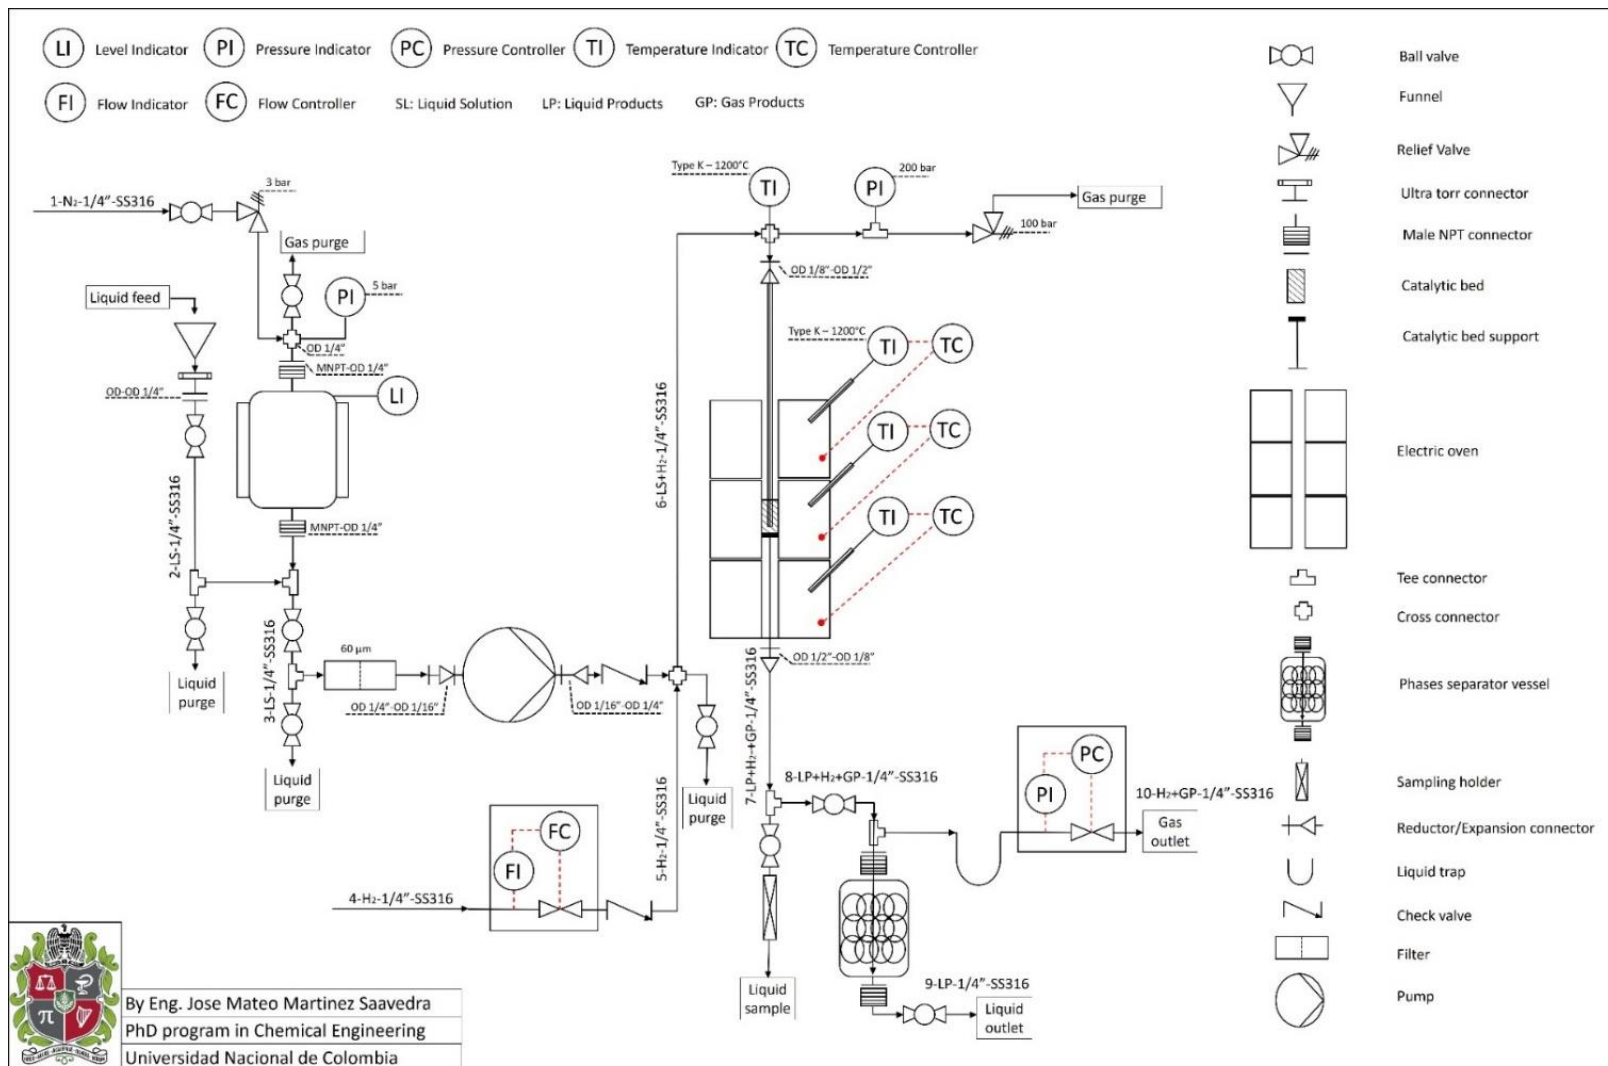 LI Level Indicator
PI Pressure Indicator
PC Pressure Controller
TI Temperature Indicator
TC Temperature Controller
FI Flow Indicator
FC Flow Controller
SL: Liquid Solution
LP: Liquid Products
GP: Gas Products
1-N₂-1/4"-SS316
3 bar
Gas purge
Liquid feed
5 bar
PI
OD 1/4"
MNPT-OD 1/4"
OD-OD 1/4"
LI
2-LS-1/4"-SS316
MNPT-OD 1/4"
Liquid
purge
3-LS-1/4"-SS316
60 µm
OD 1/4"-OD 1/16"
OD 1/16"-OD 1/4"
Liquid
purge
4-H₂-1/4"-SS316
FI
FC
5-H₂-1/4"-SS316
Liquid
purge
6-LS+H₂-1/4"-SS316
Type K – 1200°C
TI
200 bar
PI
Gas purge
100 bar
OD 1/8"-OD 1/2"
Type K – 1200°C
TI
TC
TI
TC
TI
TC
OD 1/2"-OD 1/8"
7-LP+H₂+GP-1/4"-SS316
8-LP+H₂+GP-1/4"-SS316
Liquid
sample
9-LP-1/4"-SS316
Liquid
outlet
PI
PC
10-H₂+GP-1/4"-SS316
Gas
outlet
Ball valve
Funnel
Relief Valve
Ultra torr connector
Male NPT connector
Catalytic bed
Catalytic bed support
Electric oven
Tee connector
Cross connector
Phases separator vessel
Sampling holder
Reductor/Expansion connector
Liquid trap
Check valve
Filter
Pump
π
By Eng. Jose Mateo Martinez Saavedra
PhD program in Chemical Engineering
Universidad Nacional de Colombia